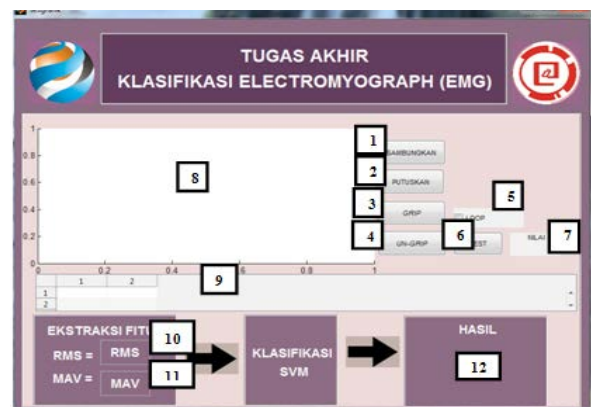 TUGAS AKHIR
KLASIFIKASI ELECTROMYOGRAPH (EMG)
1
0.8
0.6
0.4
0.2
0
0 0.2 0.4 0.6 0.8 1
8
1
SAMBUNGKAN
2
PUTUSKAN
3
GRIP
4
UN-GRIP
5
LOOP
6
TEST
NILAI
7
9
1 2
1
2
EKSTRAKSI FITUR
RMS = RMS
10
MAV = MAV
11
KLASIFIKASI
SVM
HASIL
12